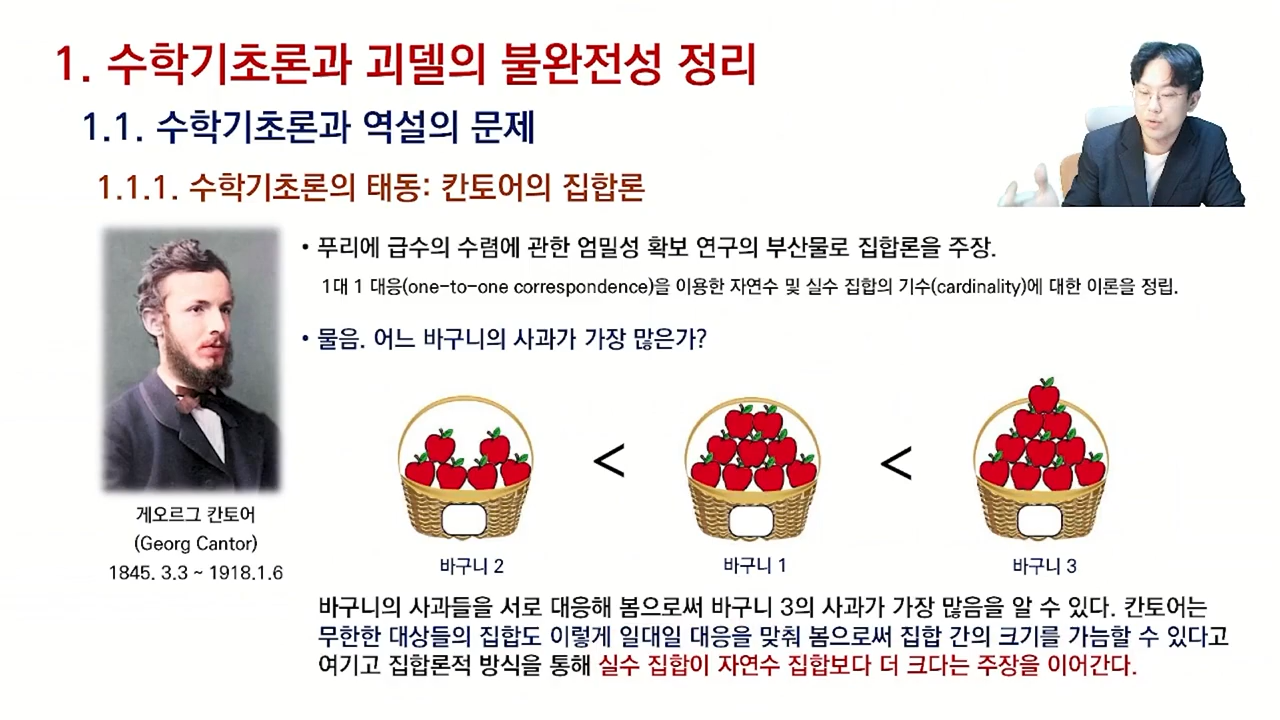 1. 수학기초론과 괴델의 불완전성 정리
1.1. 수학기초론과 역설의 문제
1.1.1. 수학기초론의 태동: 칸토어의 집합론
• 푸리에 급수의 수렴에 관한 엄밀성 확보 연구의 부산물로 집합론을 주장.
1대 1 대응(one-to-one correspondence)을 이용한 자연수 및 실수 집합의 기수(cardinality)에 대한 이론을 정립.
• 물음. 어느 바구니의 사과가 가장 많은가?
< <
바구니 2 바구니 1 바구니 3
게오르그 칸토어
(Georg Cantor)
1845. 3.3 ~ 1918.1.6
바구니의 사과들을 서로 대응해 봄으로써 바구니 3의 사과가 가장 많음을 알 수 있다. 칸토어는
무한한 대상들의 집합도 이렇게 일대일 대응을 맞춰 봄으로써 집합 간의 크기를 가늠할 수 있다고
여기고 집합론적 방식을 통해 실수 집합이 자연수 집합보다 더 크다는 주장을 이어간다.